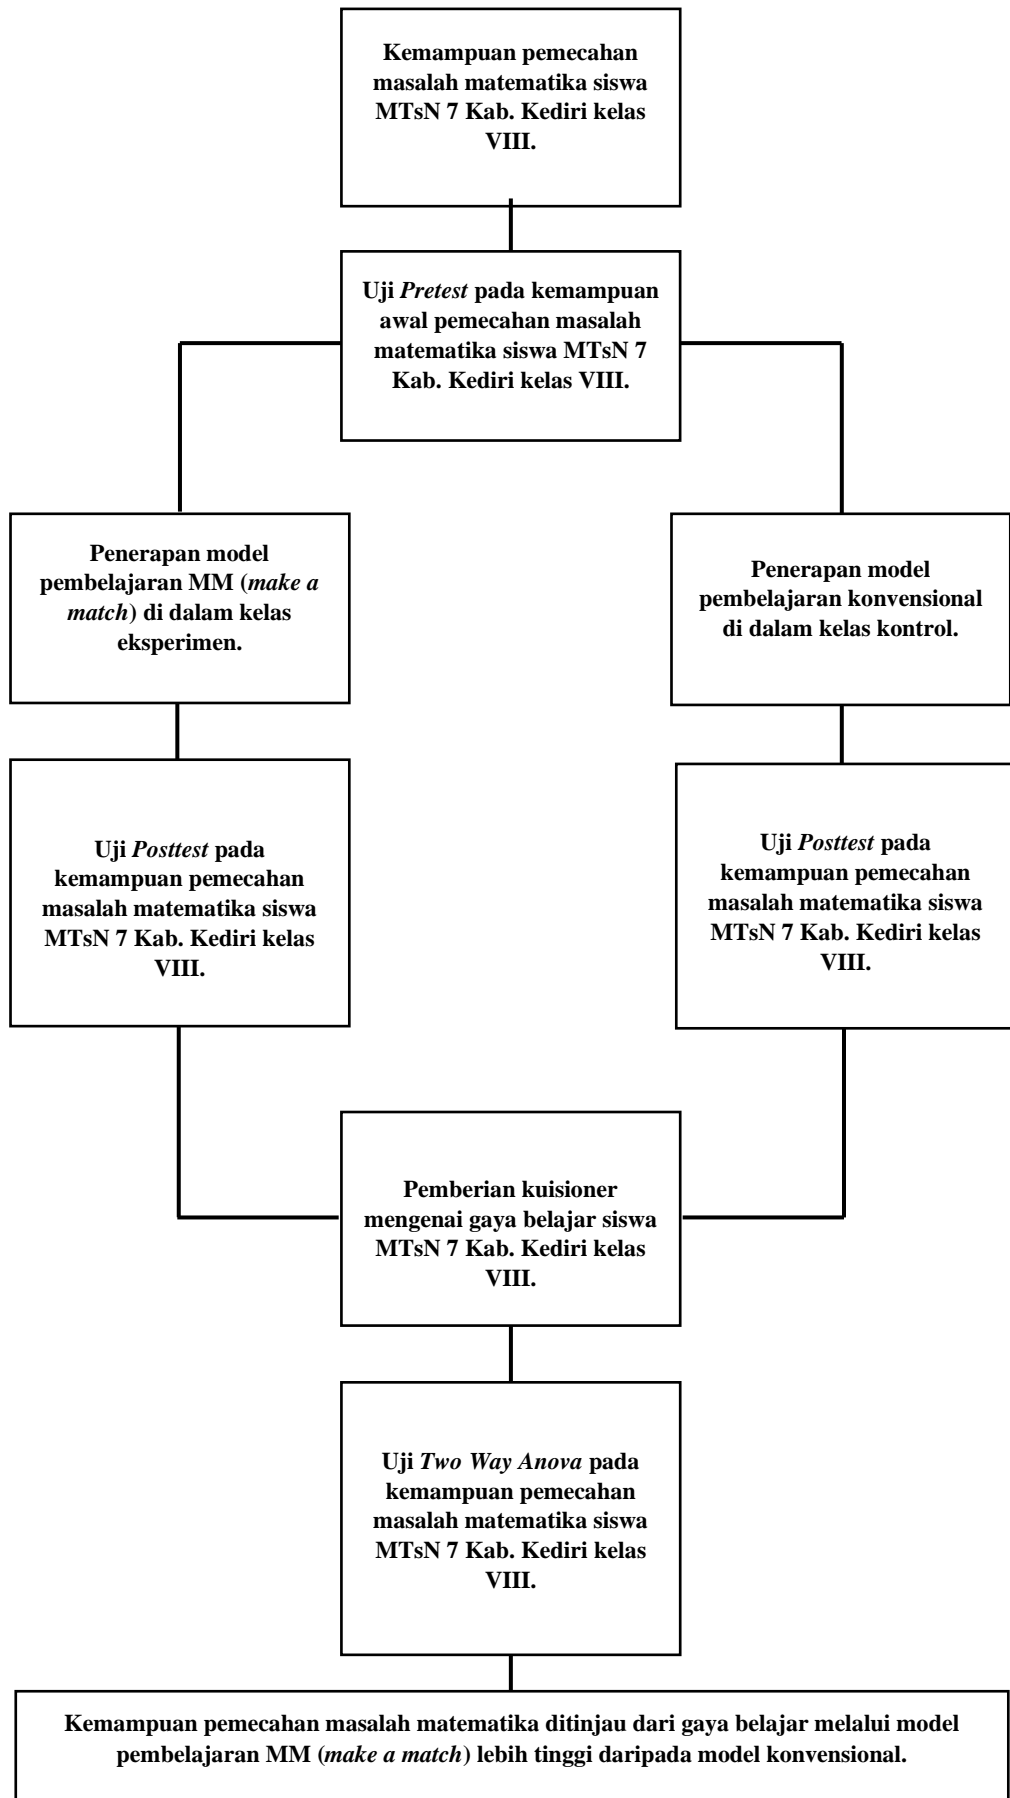 Kemampuan pemecahan
masalah matematika siswa
MTsN 7 Kab. Kediri kelas
VIII.
Uji Pretest pada kemampuan
awal pemecahan masalah
matematika siswa MTsN 7
Kab. Kediri kelas VIII.
Penerapan model
pembelajaran MM (make a
match) di dalam kelas
eksperimen.
Penerapan model
pembelajaran konvensional
di dalam kelas kontrol.
Uji Posttest pada
kemampuan pemecahan
masalah matematika siswa
MTsN 7 Kab. Kediri kelas
VIII.
Uji Posttest pada
kemampuan pemecahan
masalah matematika siswa
MTsN 7 Kab. Kediri kelas
VIII.
Pemberian kuisioner
mengenai gaya belajar siswa
MTsN 7 Kab. Kediri kelas
VIII.
Uji Two Way Anova pada
kemampuan pemecahan
masalah matematika siswa
MTsN 7 Kab. Kediri kelas
VIII.
Kemampuan pemecahan masalah matematika ditinjau dari gaya belajar melalui model
pembelajaran MM (make a match) lebih tinggi daripada model konvensional.